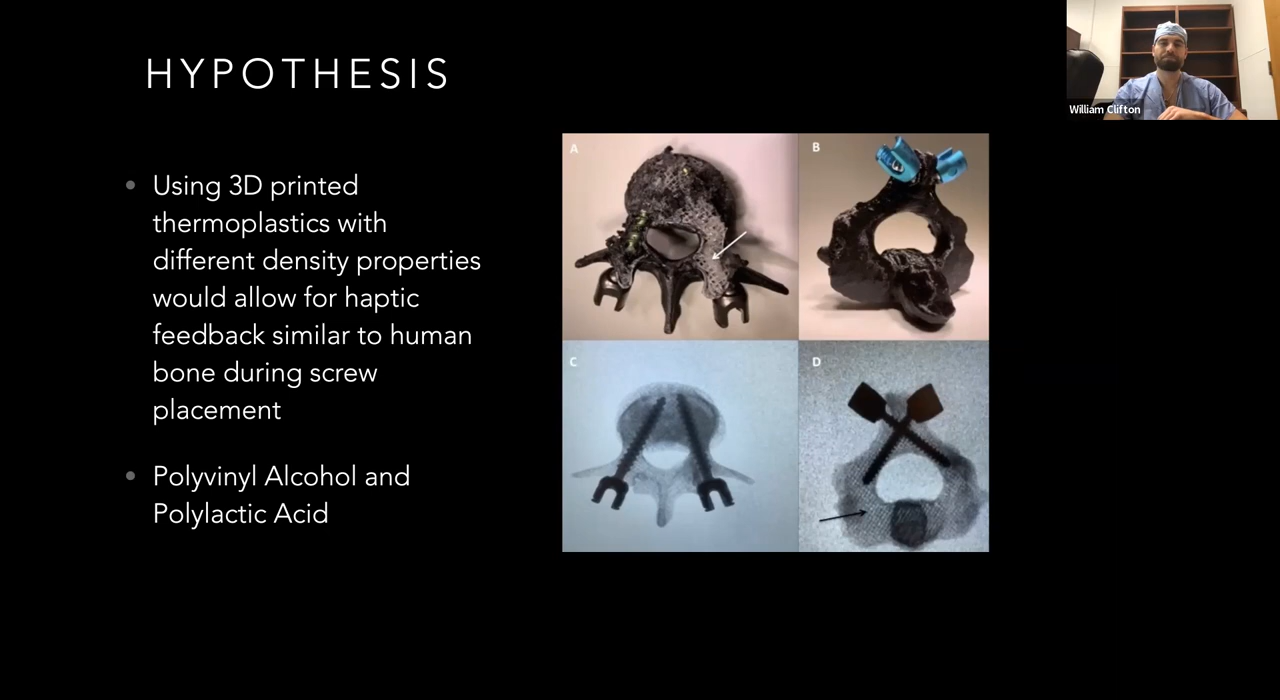 HYPOTHESIS
William Clifton
• Using 3D printed
thermoplastics with
different density properties
would allow for haptic
feedback similar to human
bone during screw
placement
• Polyvinyl Alcohol and
Polylactic Acid
A
B
C
D